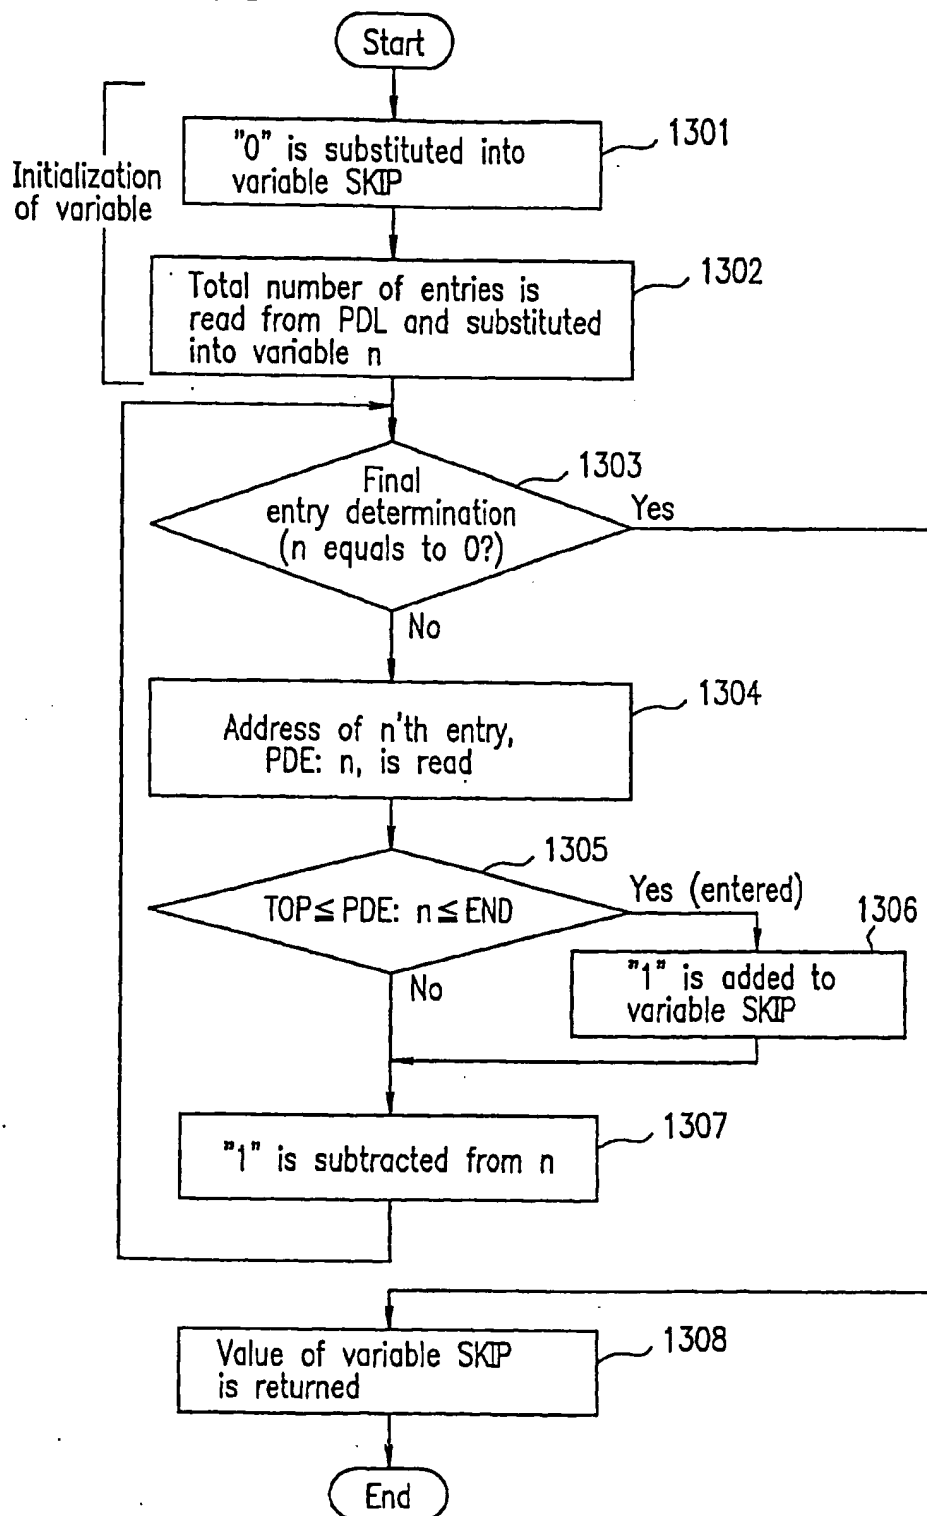 Start
Initialization
of variable
"0" is substituted into
variable SKIP
1301
Total number of entries is
read from PDL and substituted
into variable n
1302
Final
entry determination
(n equals to 0?)
1303
Yes
No
Address of n'th entry,
PDE: n, is read
1304
TOP≦PDE: n≦END
1305
Yes (entered)
No
"1" is added to
variable SKIP
1306
"1" is subtracted from n
1307
Value of variable SKIP
is returned
1308
End